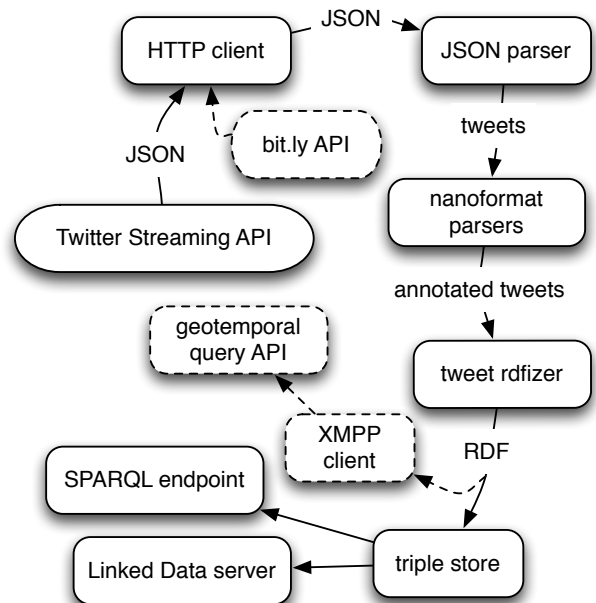 JSON
HTTP client
JSON parser
tweets
bit.ly API
JSON
nanoformat
parsers
Twitter Streaming API
annotated tweets
geotemporal
query API
tweet rdfizer
XMPP
client
RDF
SPARQL endpoint
triple store
Linked Data server